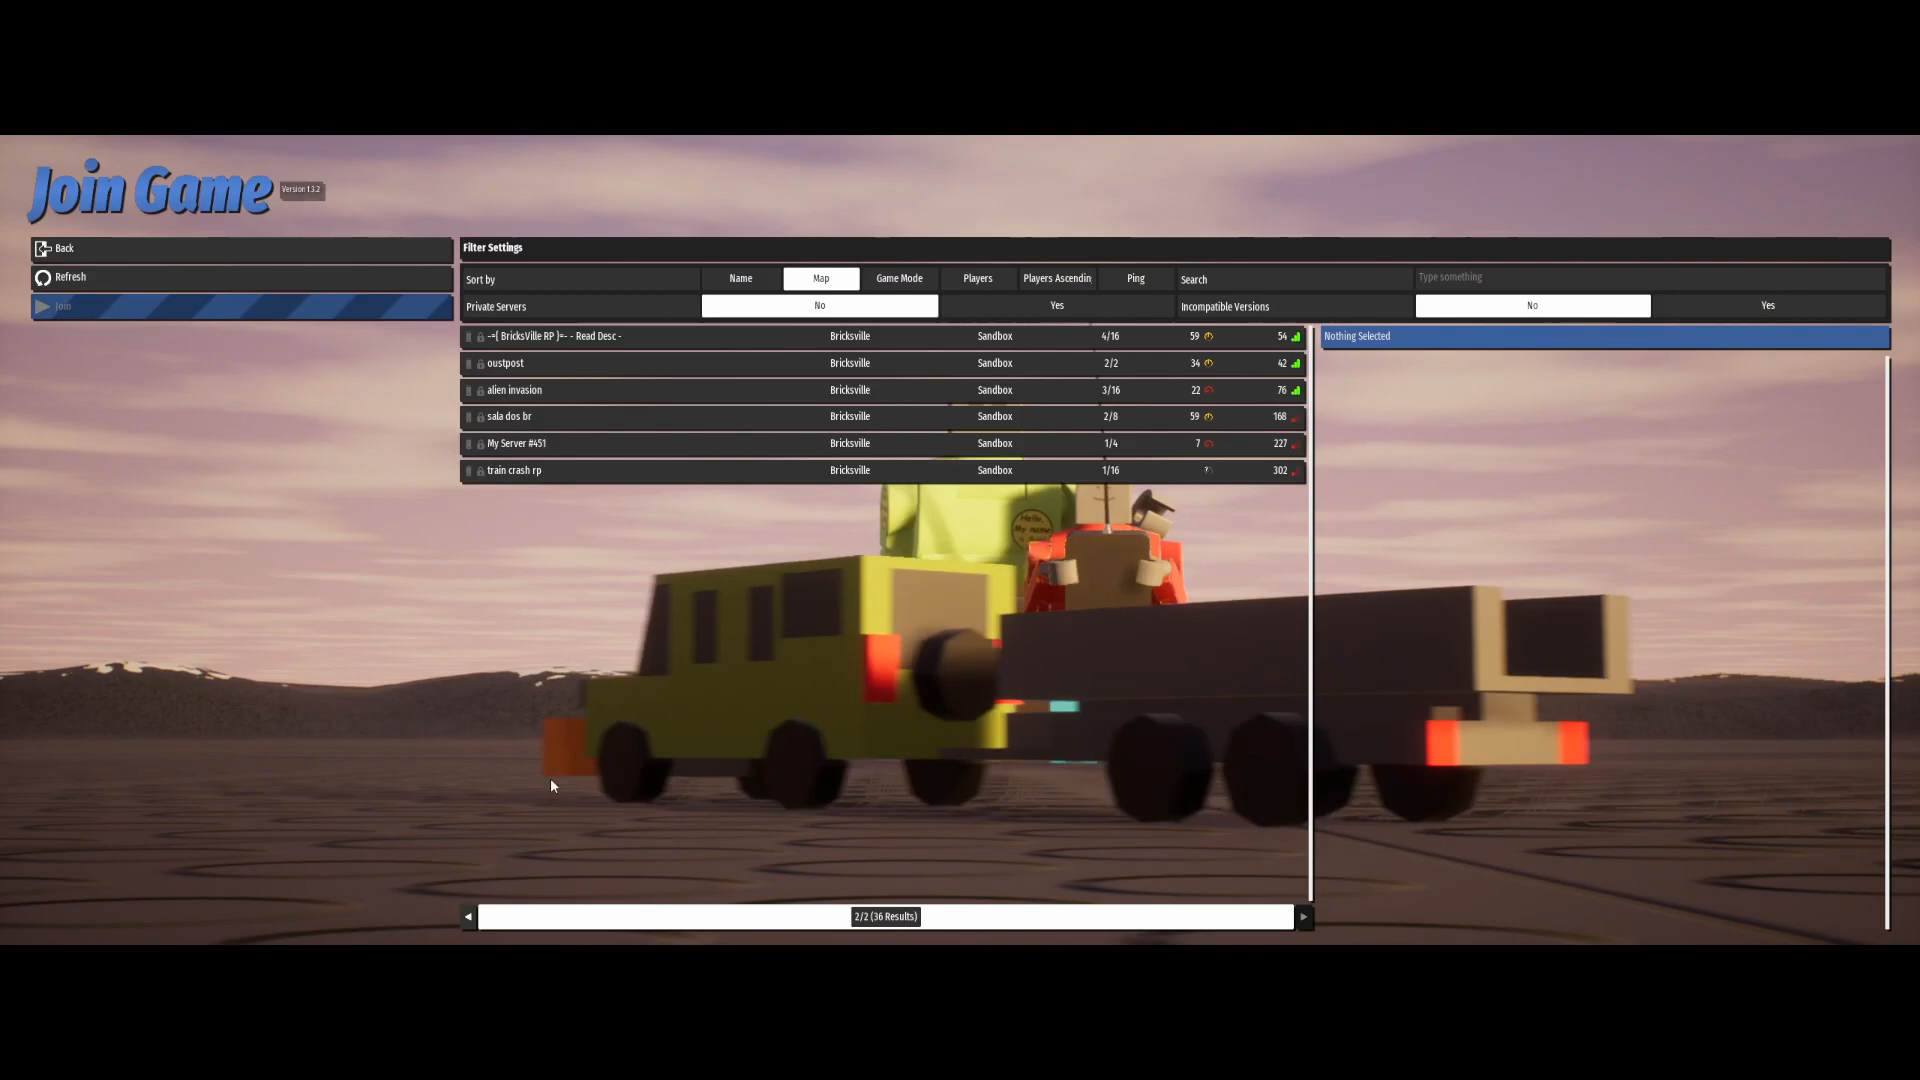 Join Game
Version 1.3.2
Back
Refresh
Join
Filter Settings
Sort by Name Map Game Mode Players Players Ascendin Ping Search Type something
Private Servers No Yes Incompatible Versions No Yes
-=[ BricksVille RP ]=- - Read Desc - Bricksville Sandbox 4/16 59 54
oustpost Bricksville Sandbox 2/2 34 42
alien invasion Bricksville Sandbox 3/16 22 76
sala dos br Bricksville Sandbox 2/8 59 168
My Server #451 Bricksville Sandbox 1/4 7 227
train crash rp Bricksville Sandbox 1/16 ? 302
Nothing Selected
Hello,
My name
2/2 (36 Results)